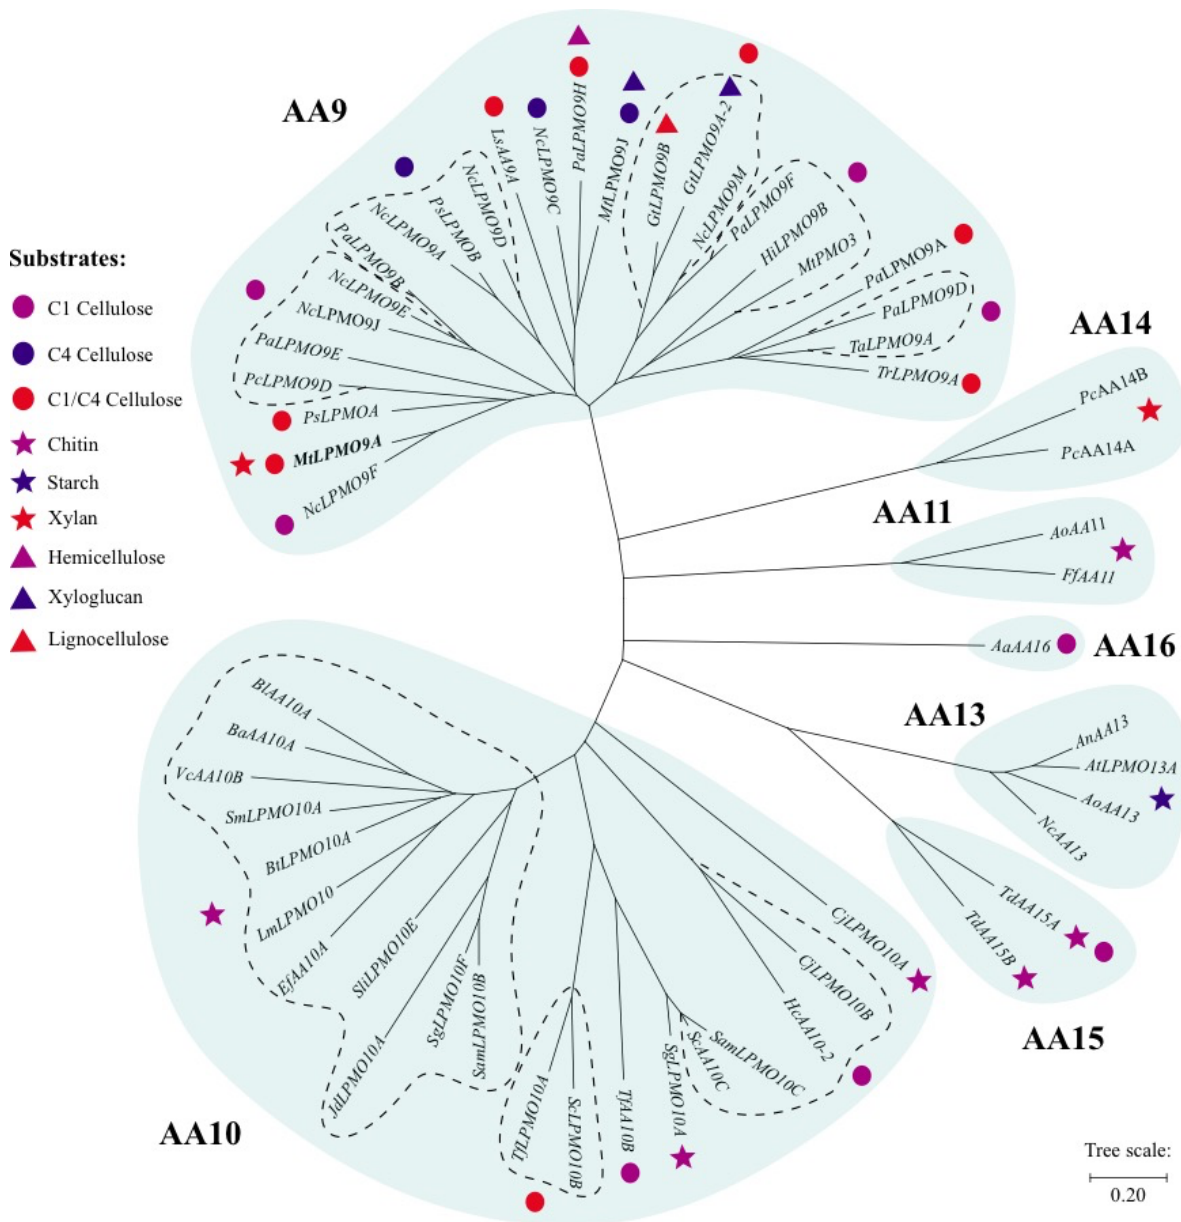 AA9
LsAA9A
NcLPMO9C
PaLPMO9H
MtLPMO9J
GtLPMO9B
GtLPMO9A-2
NcLPMO9M
PaLPMO9F
HiLPMO9B
MtPMO3
PaLPMO9A
PaLPMO9D
TaLPMO9A
TrLPMO9A
NcLPMO9D
PsLPMOB
NcLPMO9A
PaLPMO9B
NcLPMO9E
NcLPMO9J
PaLPMO9E
PcLPMO9D
PsLPMOA
MtLPMO9A
NcLPMO9F
Substrates:
C1 Cellulose
C4 Cellulose
C1/C4 Cellulose
Chitin
Starch
Xylan
Hemicellulose
Xyloglucan
Lignocellulose
AA14
PcAA14B
PcAA14A
AA11
AoAA11
FfAA11
AaAA16
AA16
AA13
AnAA13
AtLPMO13A
AoAA13
NcAA13
TdAA15A
TdAA15B
AA15
BlAA10A
BaAA10A
VcAA10B
SmLPMO10A
BtLPMO10A
LmLPMO10
EfAA10A
SliLPMO10E
JdLPMO10A
SgLPMO10F
SamLPMO10B
TfLPMO10A
ScLPMO10B
TfAA10B
SgLPMO10A
ScAA10C
SamLPMO10C
HcAA10-2
CjLPMO10B
CjLPMO10A
AA10
Tree scale:
0.20